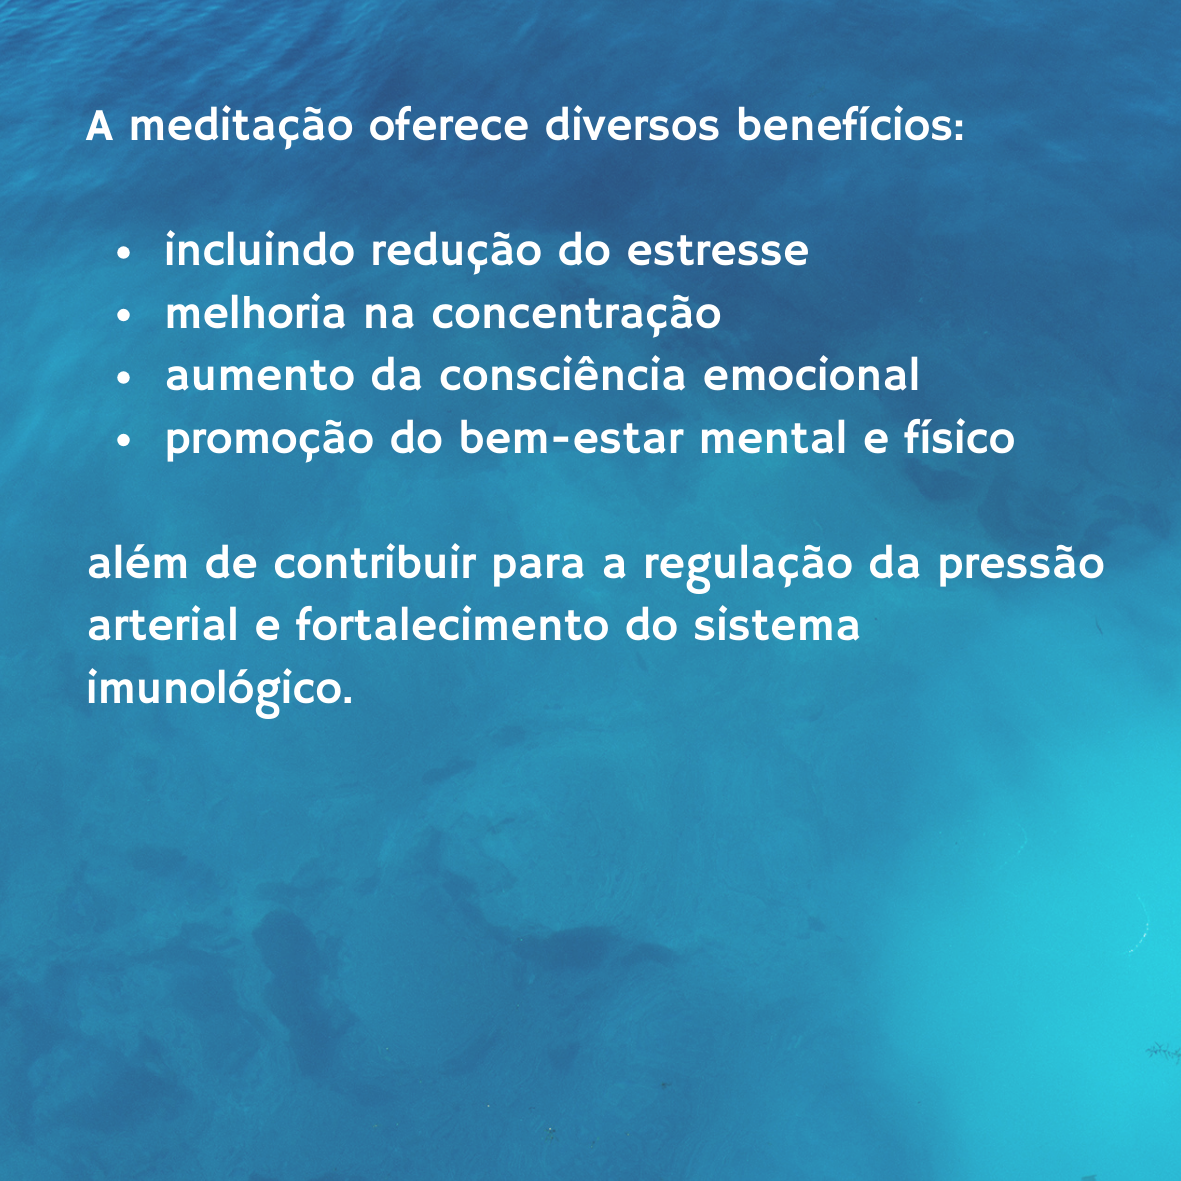 A meditação oferece diversos benefícios:
• incluindo redução do estresse
• melhoria na concentração
• aumento da consciência emocional
• promoção do bem-estar mental e físico
além de contribuir para a regulação da pressão
arterial e fortalecimento do sistema
imunológico.